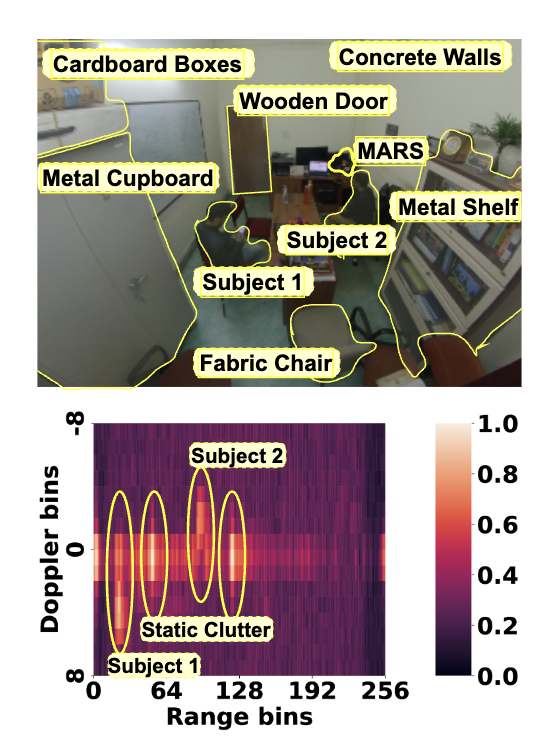 Cardboard Boxes
Concrete Walls
Wooden Door
MARS
Metal Cupboard
Metal Shelf
Subject 2
Subject 1
Fabric Chair
-8
0
8
Doppler bins
Subject 2
Static Clutter
Subject 1
0 64 128 192 256
Range bins
1.0
0.8
0.6
0.4
0.2
0.0